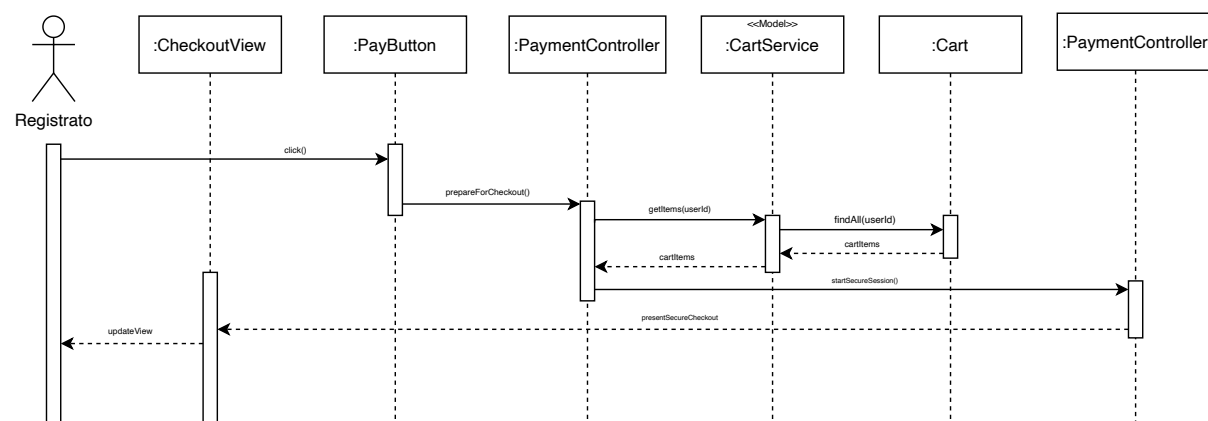 <<Model>>
:CheckoutView
:PayButton
:PaymentController
:CartService
:Cart
:PaymentController
Registrato
click()
prepareForCheckout()
getItems(userId)
findAll(userId)
cartItems
cartItems
startSecureSession()
presentSecureCheckout
updateView